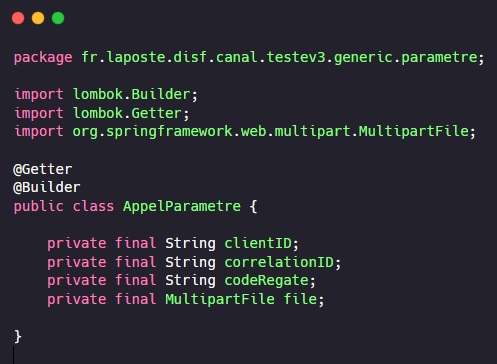 package fr.laposte.disf.canal.testev3.generic.parametre;
import lombok.Builder;
import lombok.Getter;
import org.springframework.web.multipart.MultipartFile;
@Getter
@Builder
public class AppelParametre {
private final String clientID;
private final String correlationID;
private final String codeRegate;
private final MultipartFile file;
}